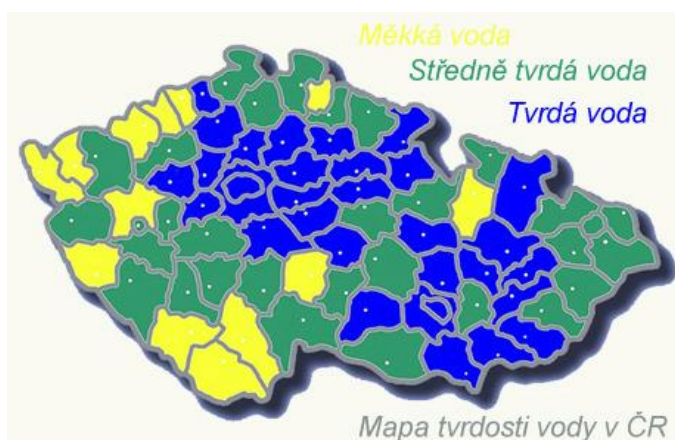 Měkká voda
Středně tvrdá voda
Tvrdá voda
Mapa tvrdosti vody v ČR